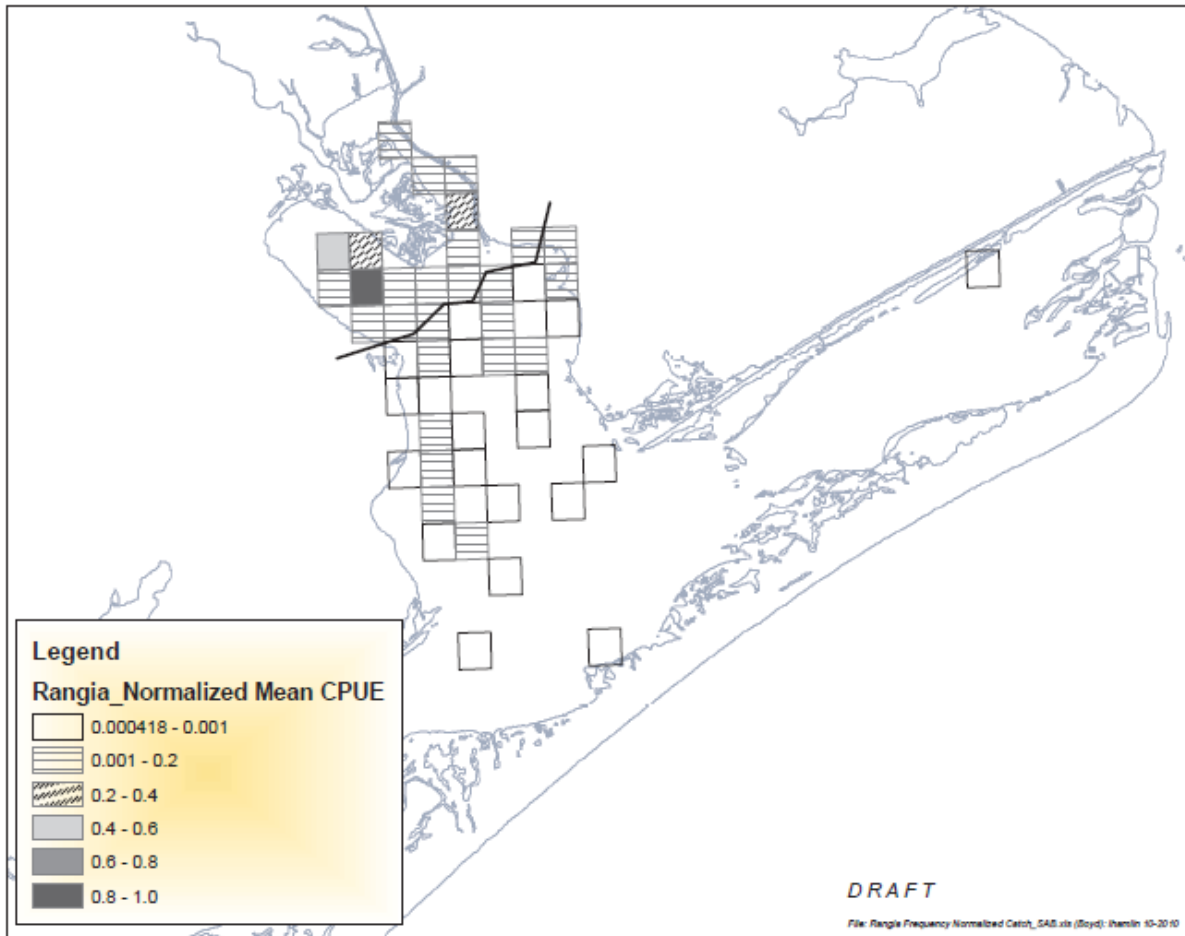 Legend
Rangia_Normalized Mean CPUE
0.000418 - 0.001
0.001 - 0.2
0.2 - 0.4
0.4 - 0.6
0.6 - 0.8
0.8 - 1.0
DRAFT
File: Rangia Frequency Normalized Catch_SAB.xls (Boyd): lhamlin 10-2010